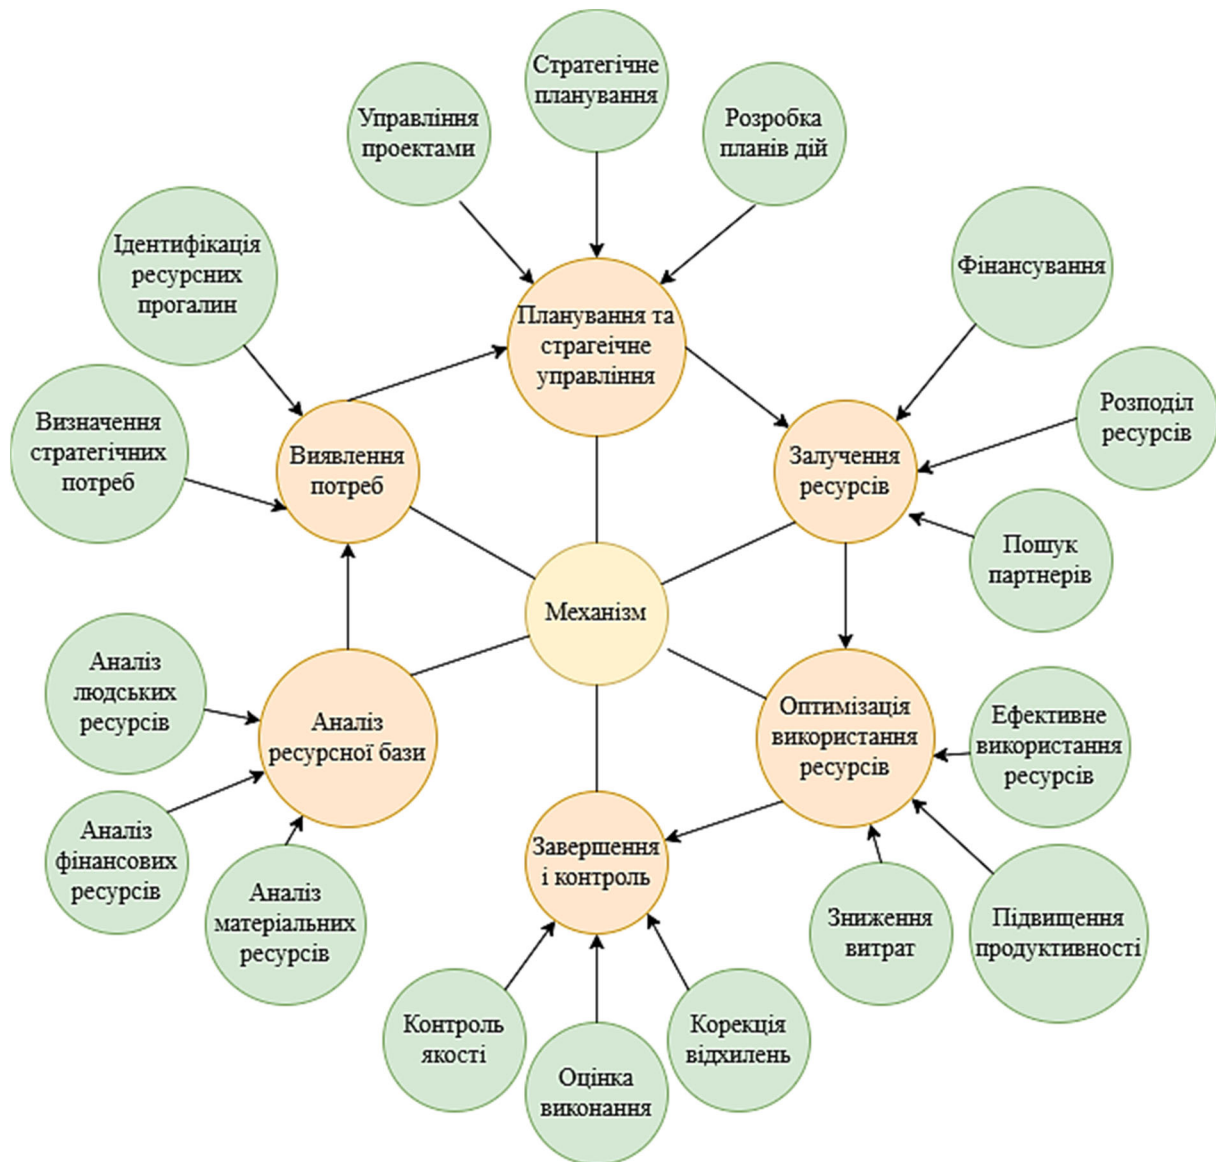 Стратегічне
планування
Управління
проектами
Розробка
планів дій
Ідентифікація
ресурсних
прогалин
Фінансування
Планування та
страгеічне
управління
Визначення
стратегічних
потреб
Виявлення
потреб
Залучення
ресурсів
Розподіл
ресурсів
Пошук
партнерів
Механізм
Аналіз
людських
ресурсів
Аналіз
ресурсної бази
Оптимізація
використання
ресурсів
Ефективне
використання
ресурсів
Аналіз
фінансових
ресурсів
Аналіз
матеріальних
ресурсів
Завершення
і контроль
Зниження
витрат
Підвищення
продуктивності
Контроль
якості
Оцінка
виконання
Корекція
відхилень